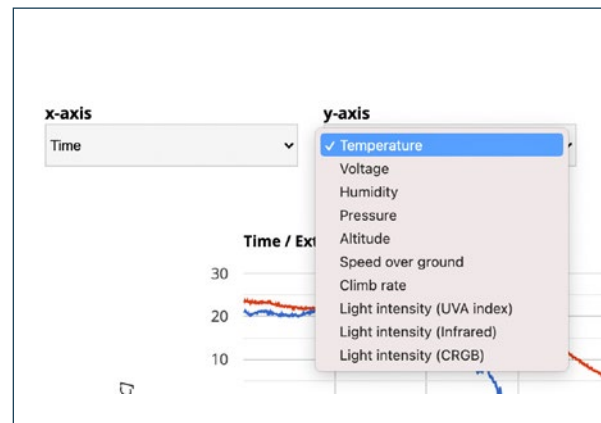 x-axis
y-axis
Time
✓ Temperature
Voltage
Humidity
Pressure
Altitude
Speed over ground
Climb rate
Light intensity (UVA index)
Light intensity (Infrared)
Light intensity (CRGB)
Time / Ext
30
20
10